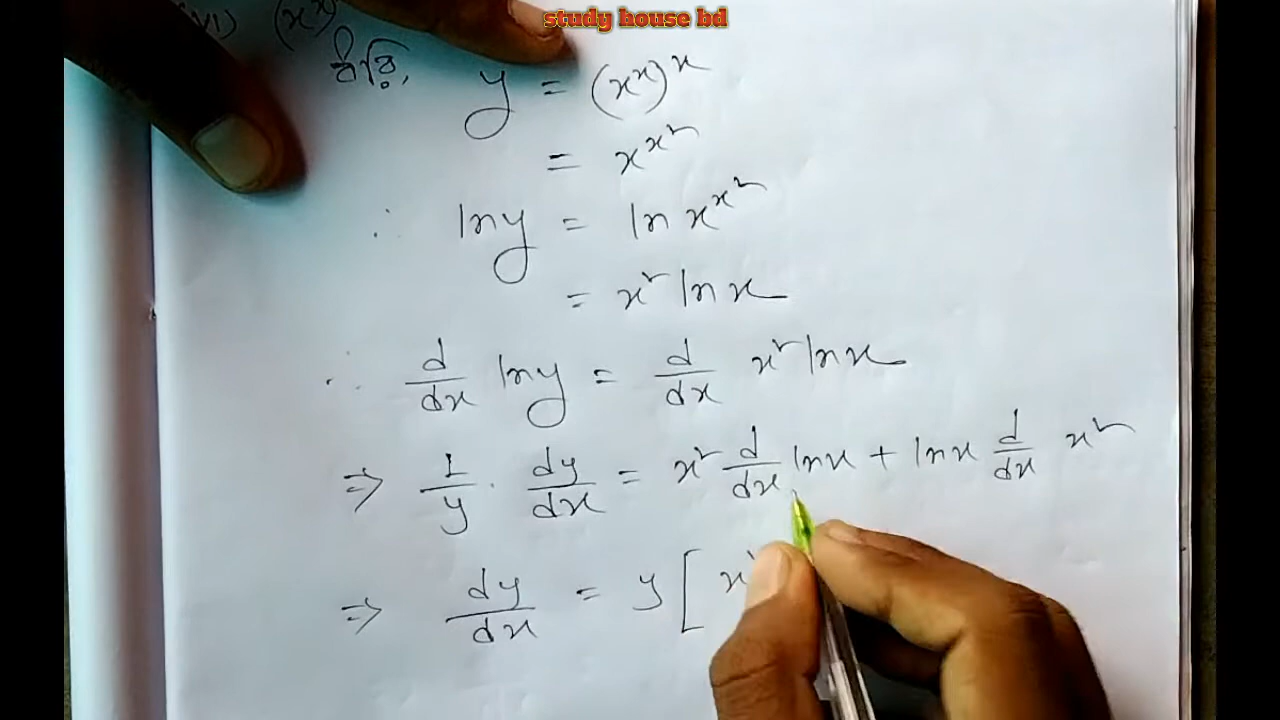 study house bd
(x^x)
ধরি,
y = (x^x)^x
= x^{x^2}
∴ ln y = ln x^{x^2}
= x^2 ln x
∴ d/dx ln y = d/dx x^2 ln x
⇒ 1/y . dy/dx = x^2 d/dx ln x + ln x d/dx x^2
⇒ dy/dx = y [ x